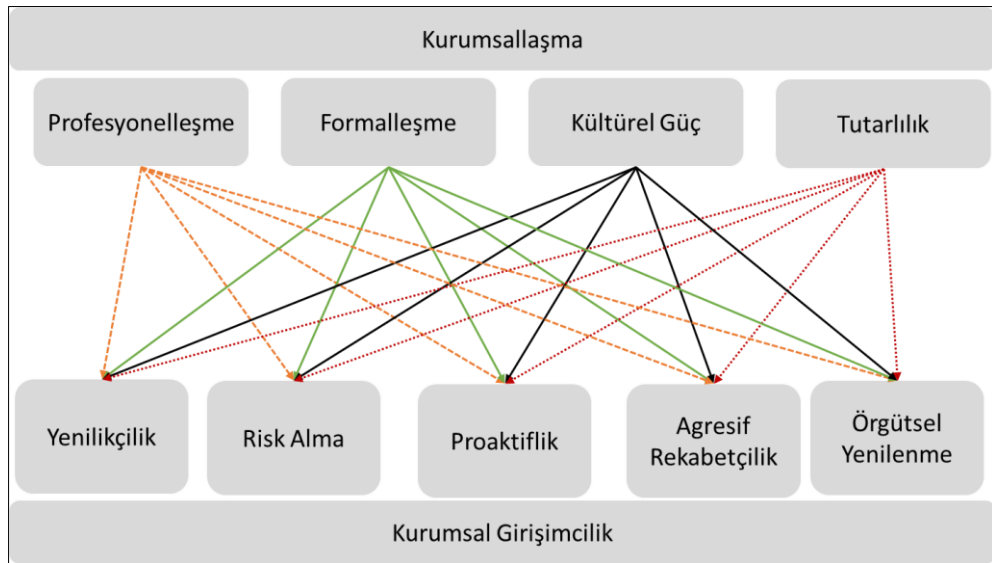 Kurumsallaşma
Profesyonelleşme
Formalleşme
Kültürel Güç
Tutarlılık
Yenilikçilik
Risk Alma
Proaktiflik
Agresif
Rekabetçilik
Örgütsel
Yenilenme
Kurumsal Girişimcilik